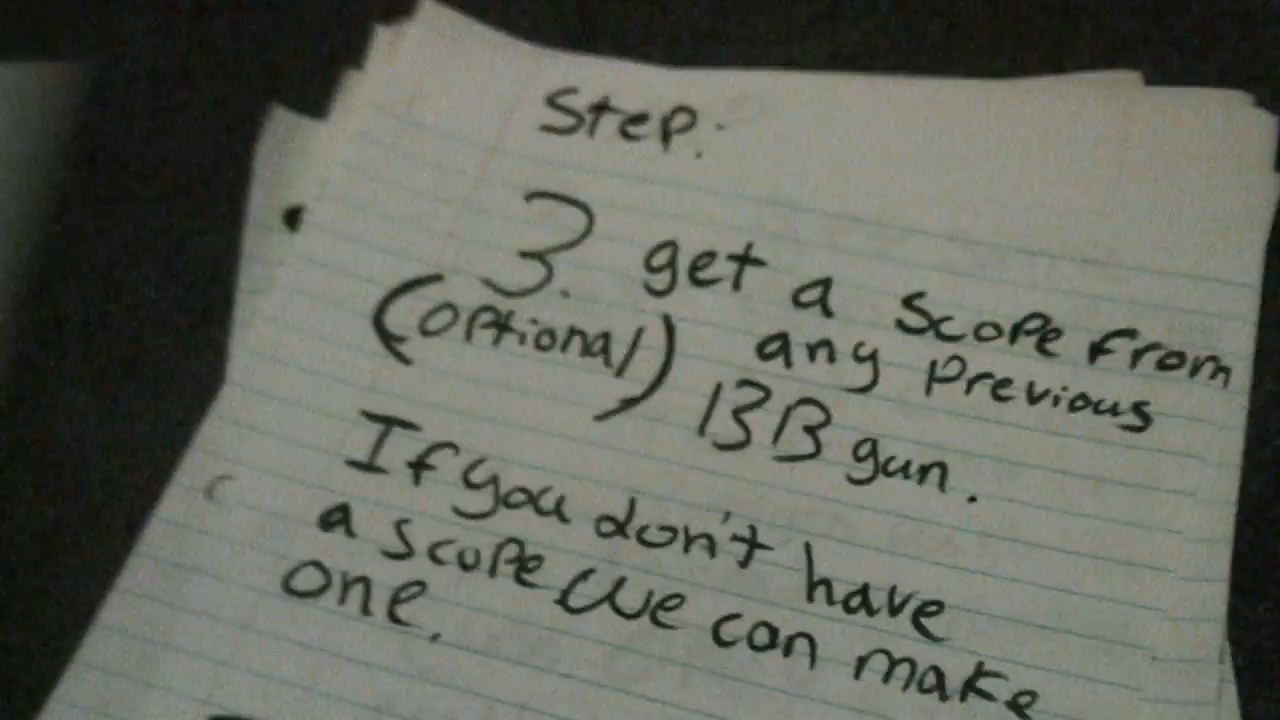 Step:
3. get a scope from
(optional) any Previous
BB gun.
If you don't have
a scope we can make
one.